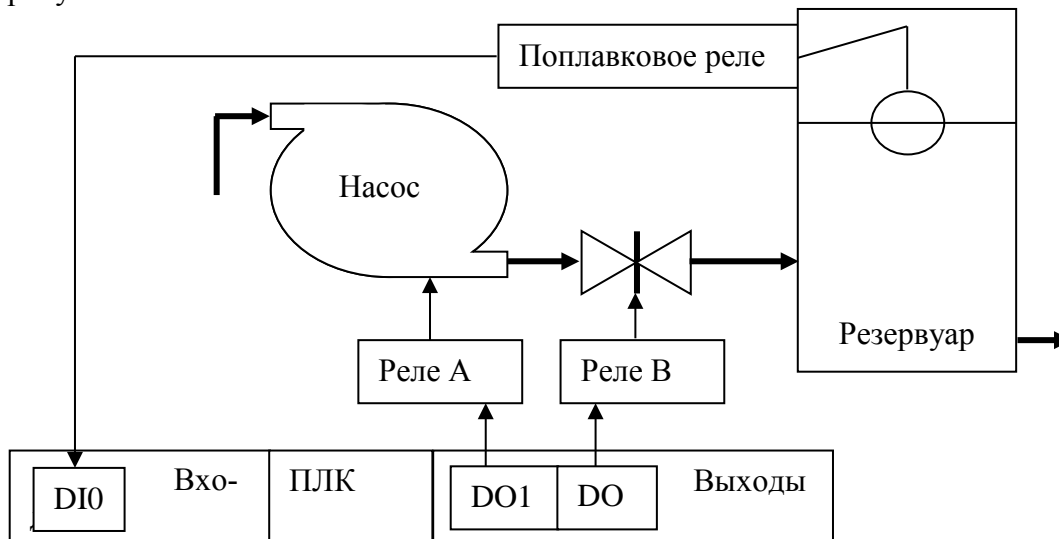 Поплавковое реле
Насос
Резервуар
Реле А
Реле В
DI0
Вхо-
ПЛК
DO1
DO
Выходы